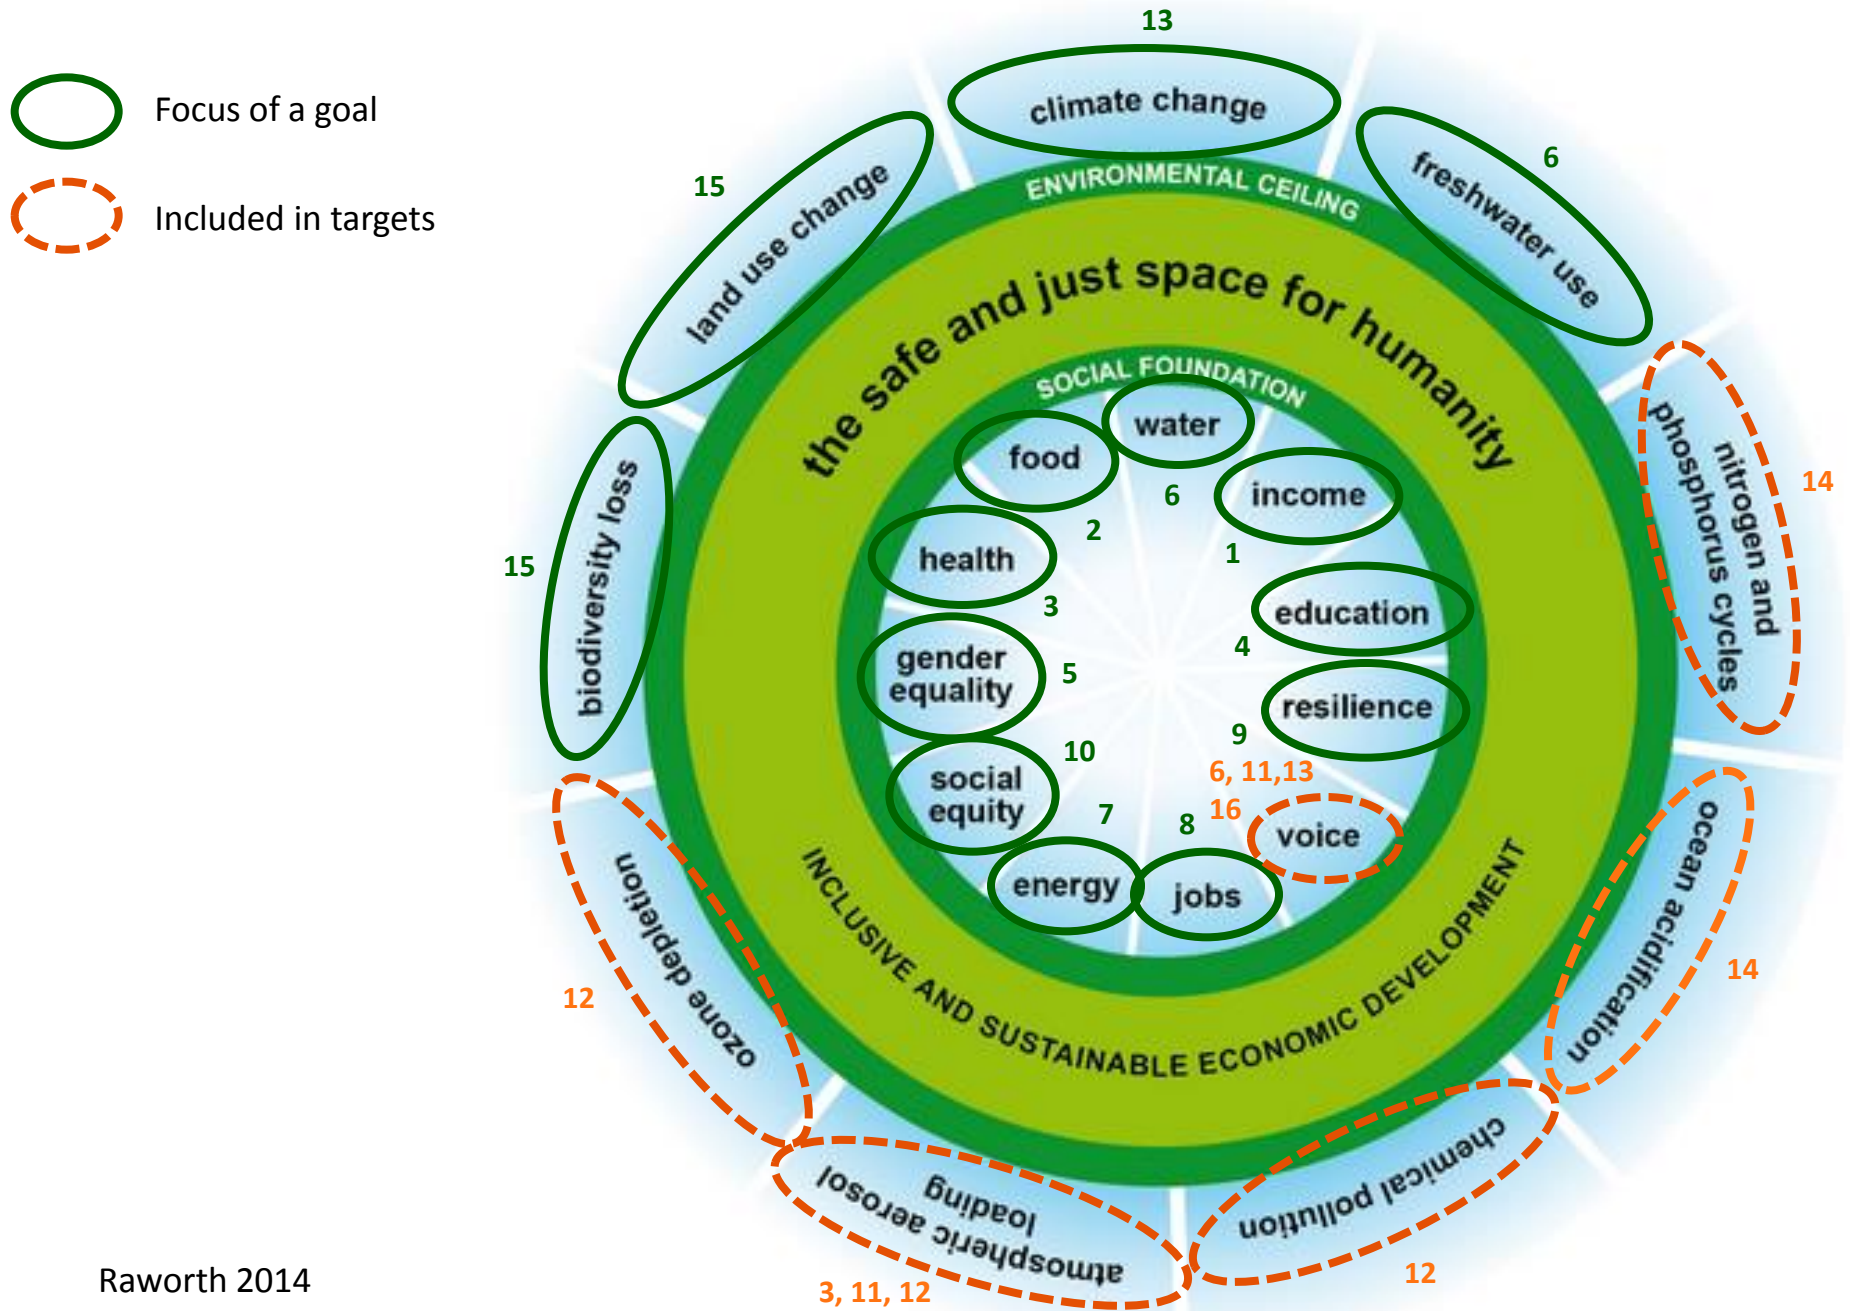 Focus of a goal
Included in targets
13
climate change
6
freshwater use
14
nitrogen and
phosphorus cycles
14
ocean acidification
12
chemical pollution
3, 11, 12
atmospheric aerosol
loading
12
ozone depletion
15
biodiversity loss
15
land use change
ENVIRONMENTAL CEILING
the safe and just space for humanity
SOCIAL FOUNDATION
water
6
income
1
education
4
resilience
9
6, 11,13
16
voice
jobs
8
energy
7
social
equity
10
gender
equality
5
health
3
food
2
INCLUSIVE AND SUSTAINABLE ECONOMIC DEVELOPMENT
Raworth 2014